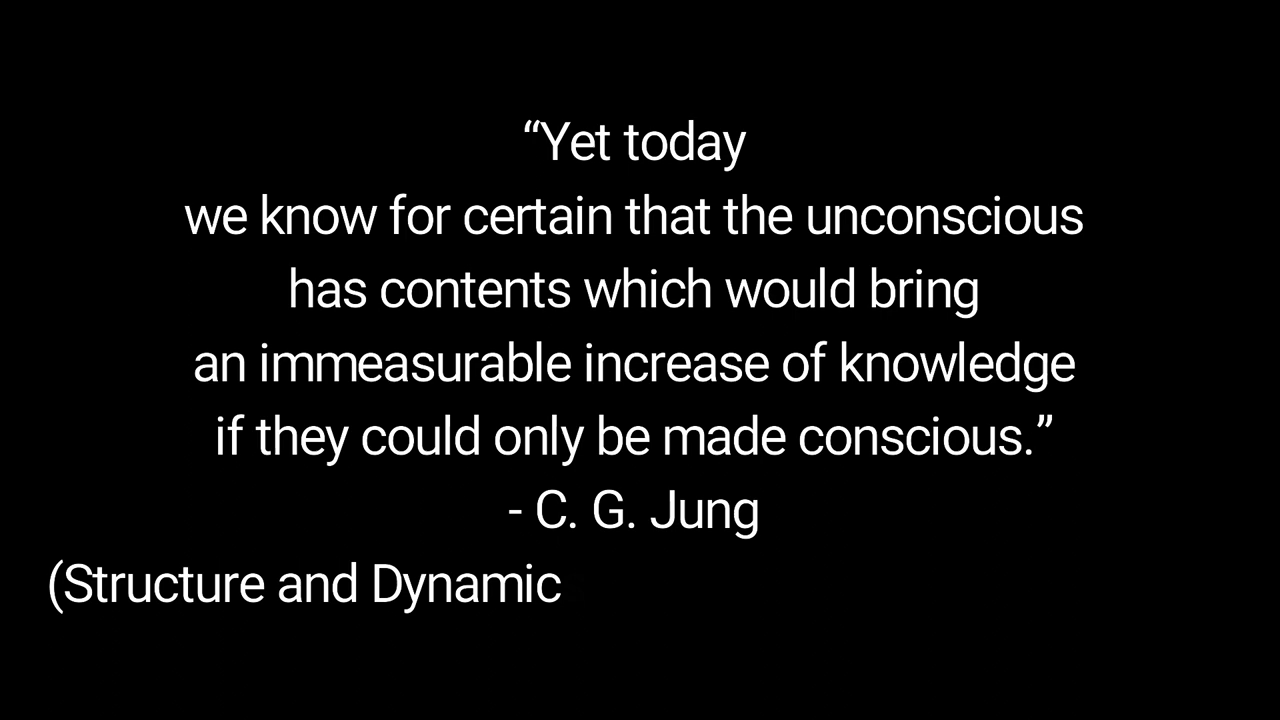 “Yet today
we know for certain that the unconscious
has contents which would bring
an immeasurable increase of knowledge
if they could only be made conscious.”
- C. G. Jung
(Structure and Dynamic